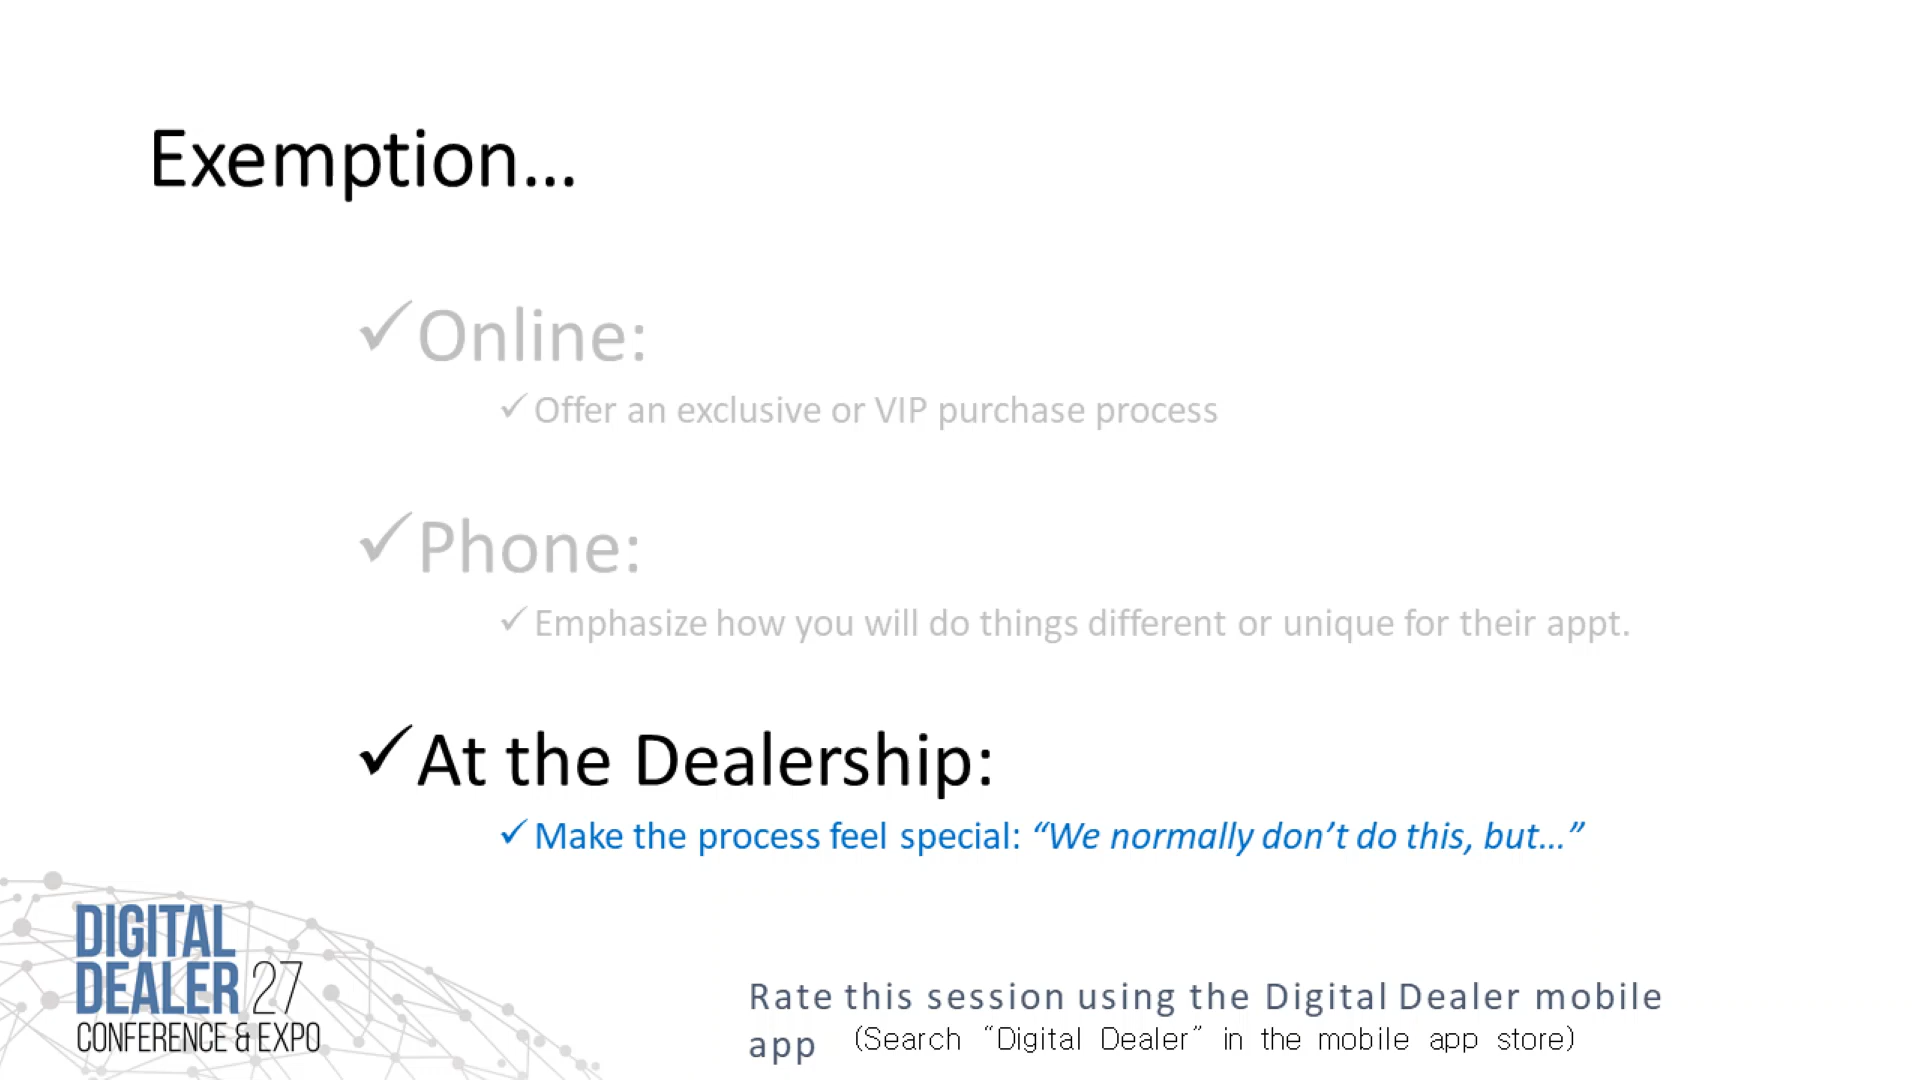 Exemption...
✓Online:
✓Offer an exclusive or VIP purchase process
✓Phone:
✓Emphasize how you will do things different or unique for their appt.
✓At the Dealership:
✓Make the process feel special: “We normally don’t do this, but...”
DIGITAL
DEALER 27
CONFERENCE & EXPO
Rate this session using the Digital Dealer mobile
app (Search “Digital Dealer” in the mobile app store)